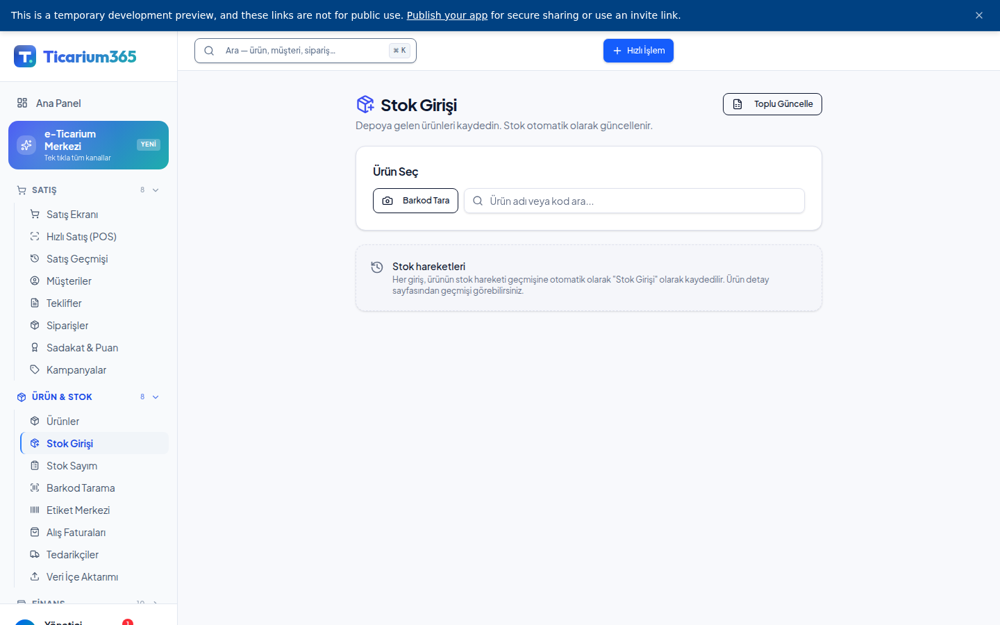 This is a temporary development preview, and these links are not for public use. Publish your app for secure sharing or use an invite link.
Ticarium365
Ara — ürün, müşteri, sipariş...
⌘ K
Hızlı İşlem
Ana Panel
e-Ticarium
Merkezi
Tek tıkla tüm kanallar
YENİ
SATIŞ 8
Satış Ekranı
Hızlı Satış (POS)
Satış Geçmişi
Müşteriler
Teklifler
Siparişler
Sadakat & Puan
Kampanyalar
ÜRÜN & STOK 8
Ürünler
Stok Girişi
Stok Sayım
Barkod Tarama
Etiket Merkezi
Alış Faturaları
Tedarikçiler
Veri İçe Aktarımı
FİNANS 10
Yönetici
1
Stok Girişi
Toplu Güncelle
Depoya gelen ürünleri kaydedin. Stok otomatik olarak güncellenir.
Ürün Seç
Barkod Tara
Ürün adı veya kod ara...
Stok hareketleri
Her giriş, ürünün stok hareketi geçmişine otomatik olarak "Stok Girişi" olarak kaydedilir. Ürün detay
sayfasından geçmişi görebilirsiniz.